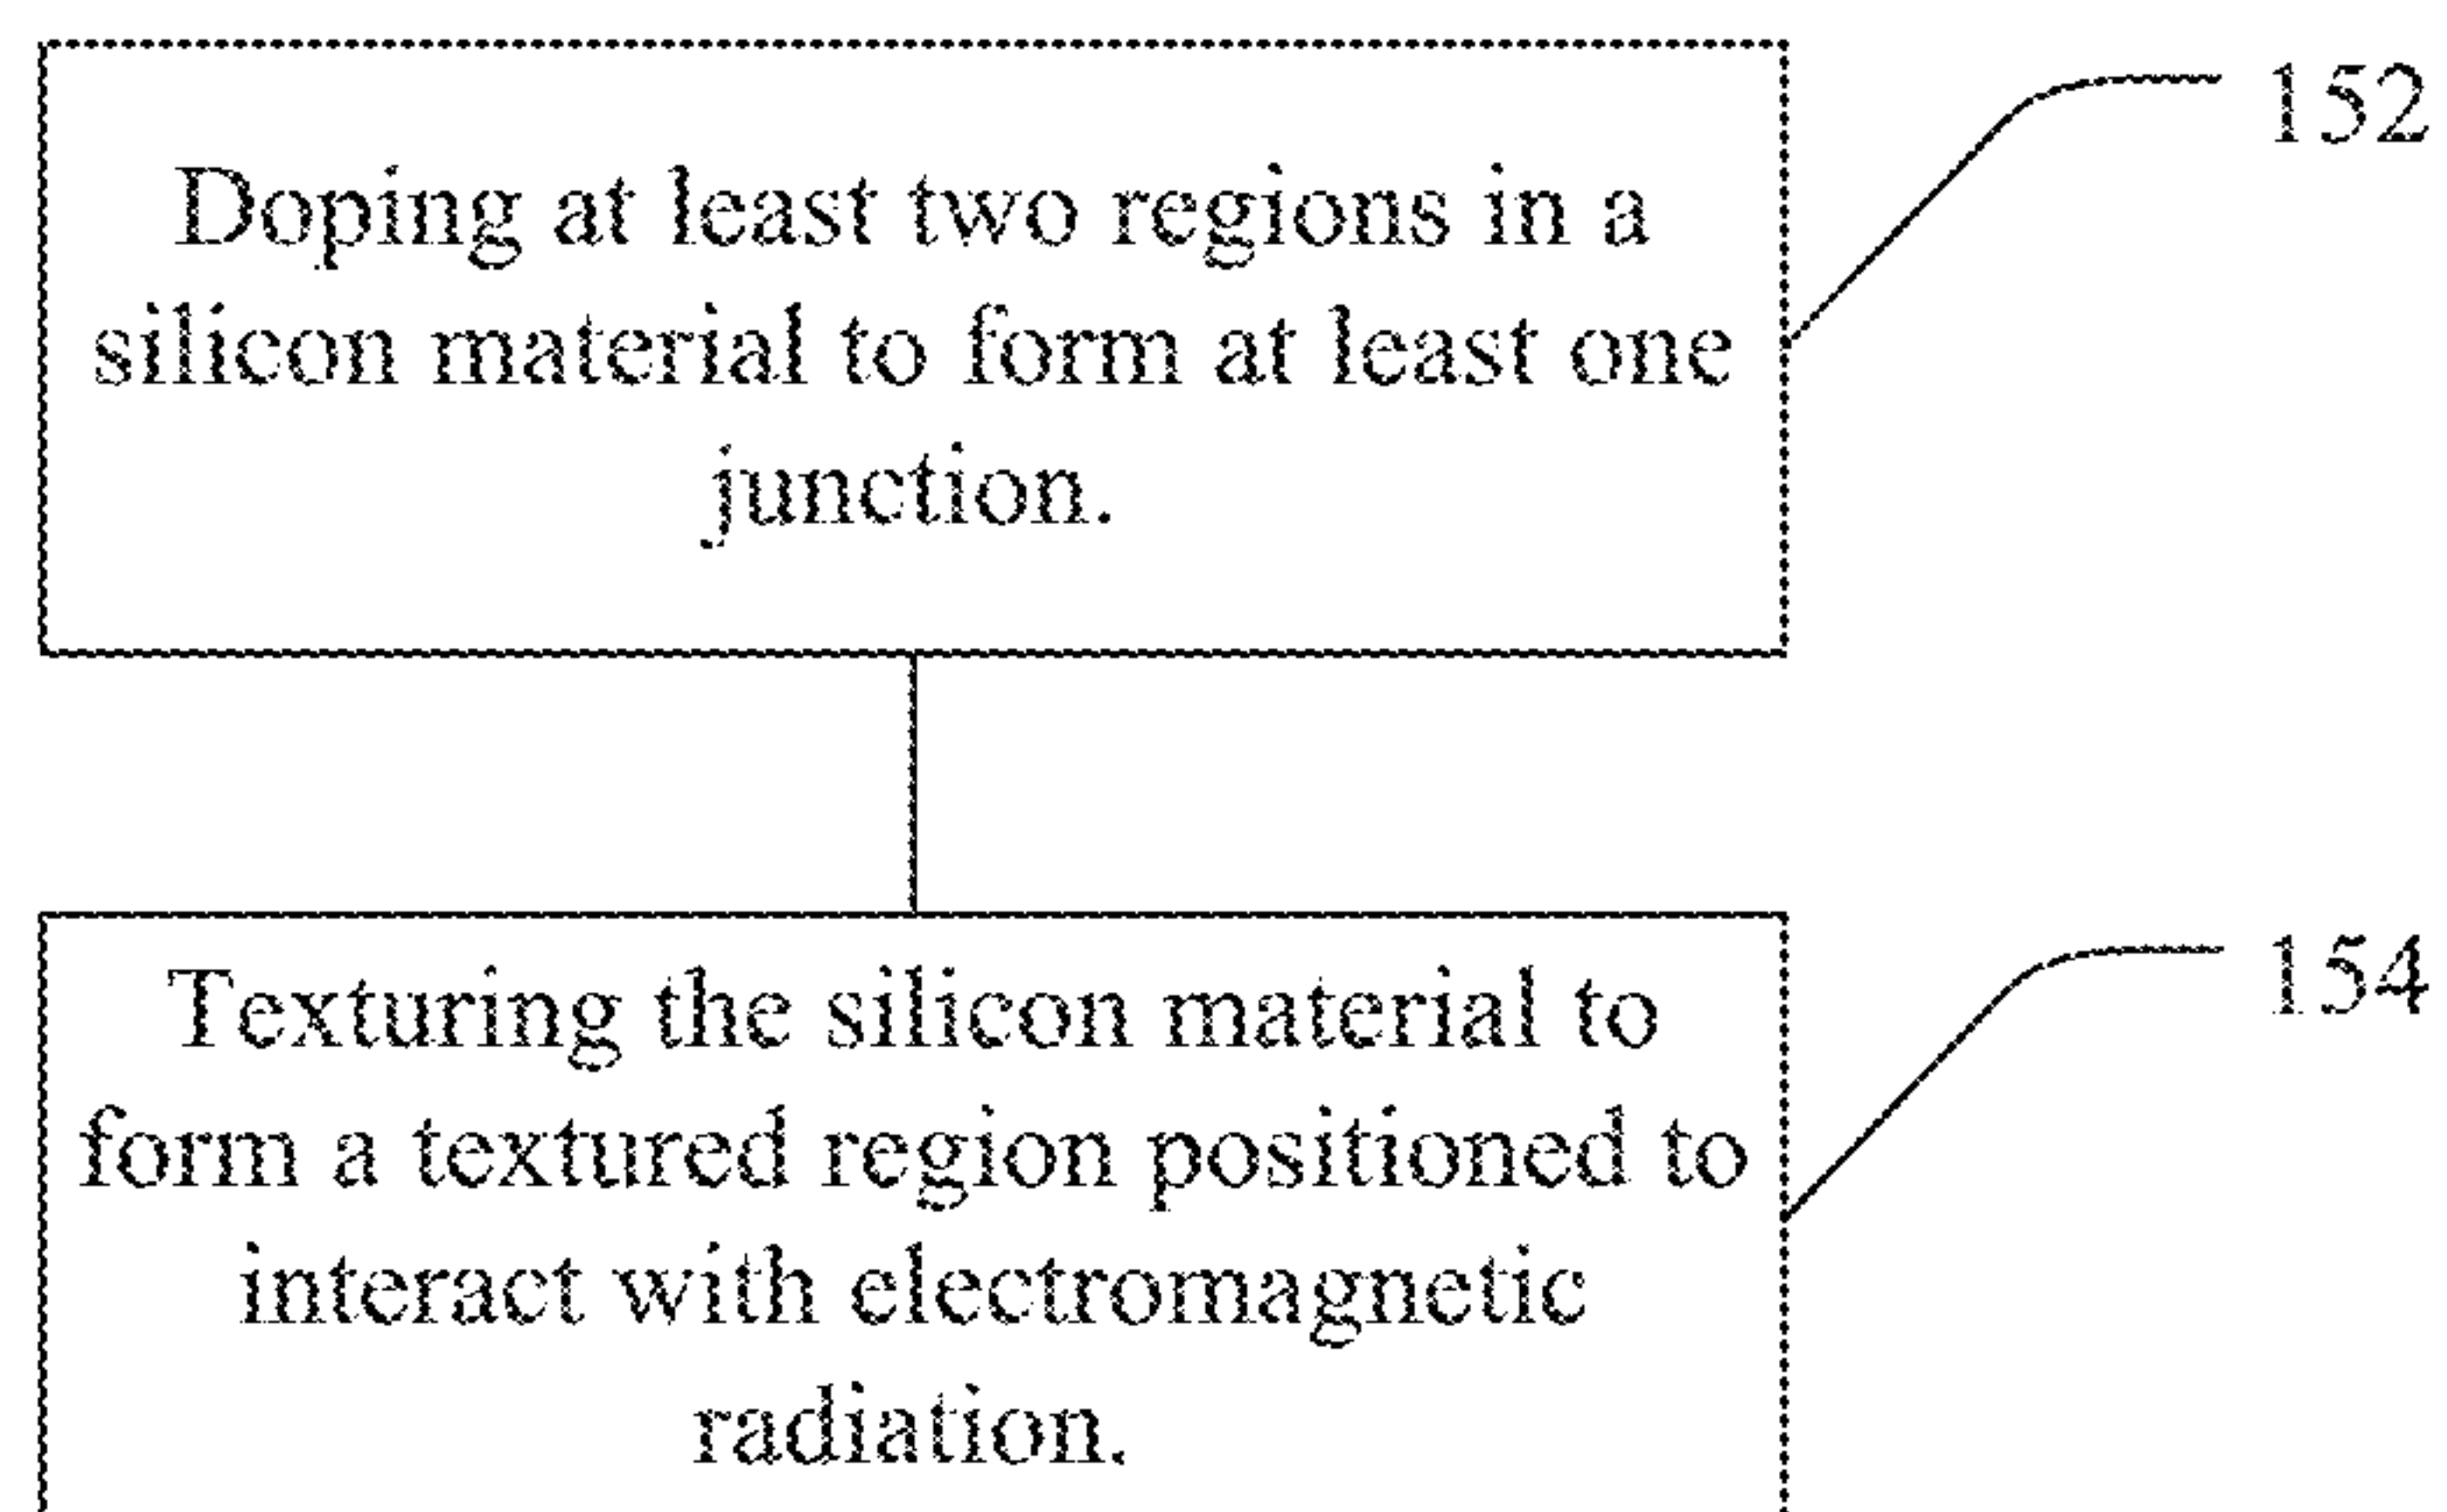 152
Doping at least two regions in a
silicon material to form at least one
junction.
154
Texturing the silicon material to
form a textured region positioned to
interact with electromagnetic
radiation.